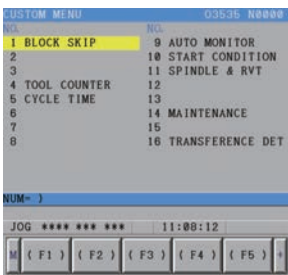 CUSTOM MENU O3535 N0000
NO. NO.
1 BLOCK SKIP 9 AUTO MONITOR
2 10 START CONDITION
3 11 SPINDLE & RVT
4 TOOL COUNTER 12
5 CYCLE TIME 13
6 14 MAINTENANCE
7 15
8 16 TRANSFERENCE DET
NUM= )
JOG **** *** *** 11:08:12
M ( F1 ) ( F2 ) ( F3 ) ( F4 ) ( F5 ) +